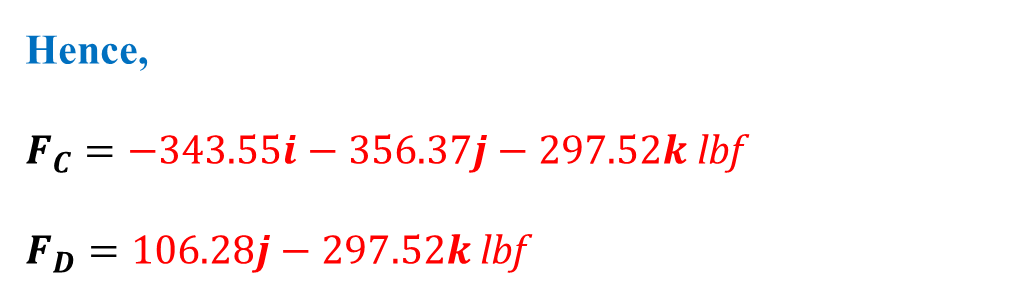 Hence,
F_C = −343.55i − 356.37j − 297.52k lbf
F_D = 106.28j − 297.52k lbf